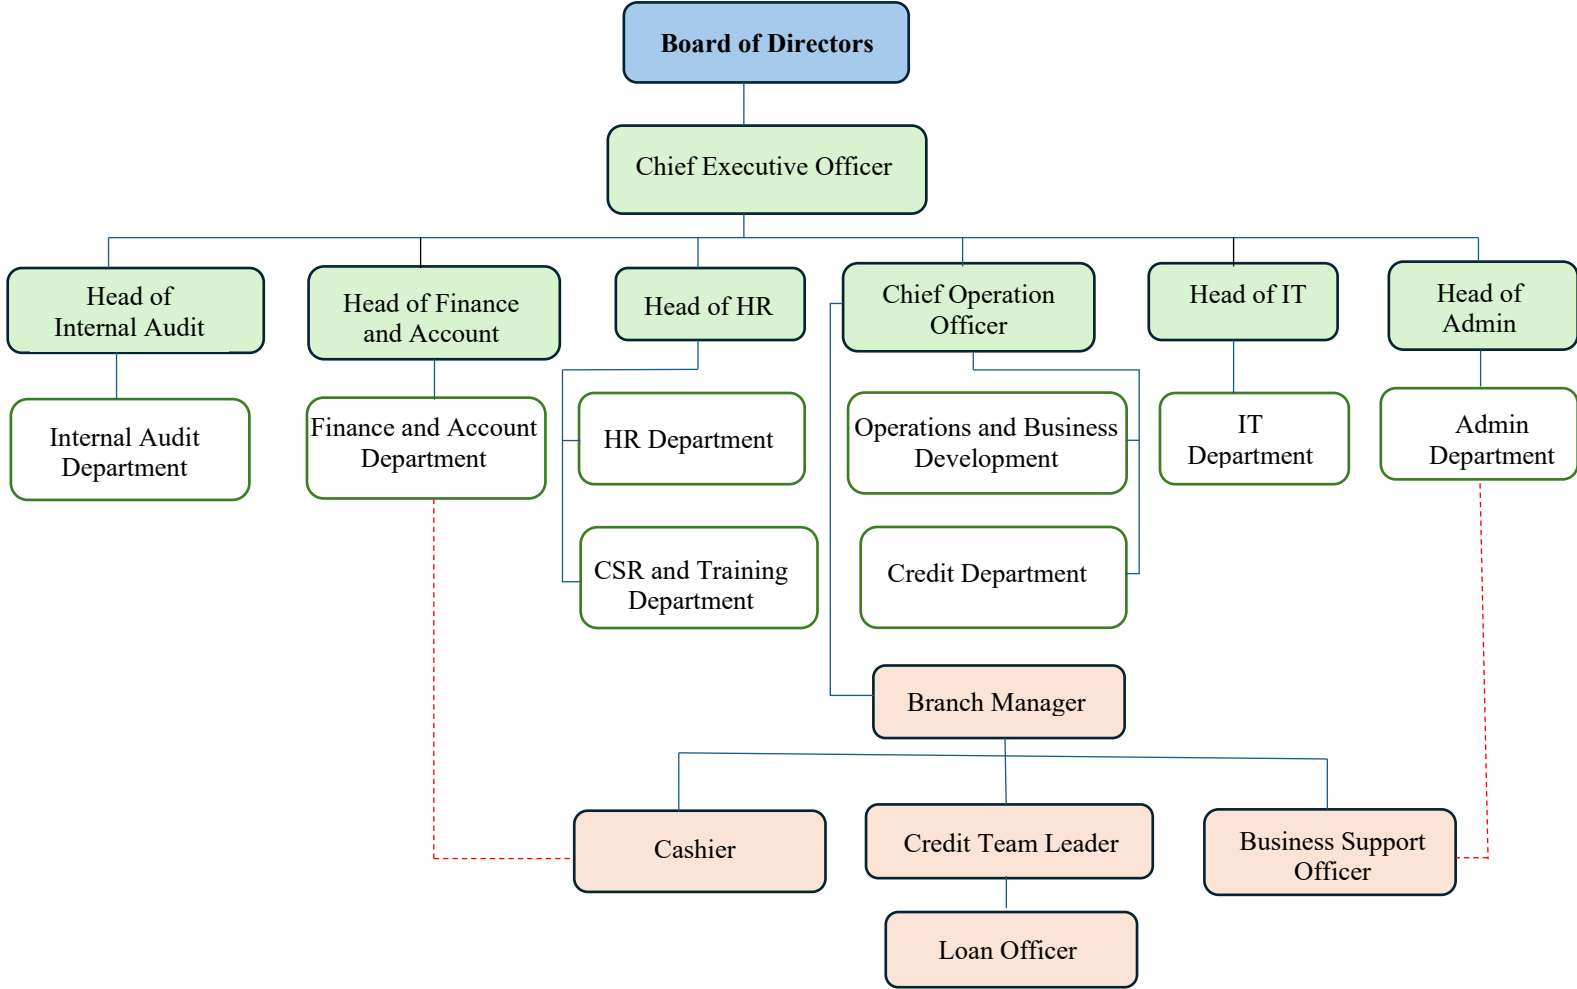 Board of Directors
Chief Executive Officer
Head of
Internal Audit
Head of Finance
and Account
Head of HR
Chief Operation
Officer
Head of IT
Head of
Admin
Internal Audit
Department
Finance and Account
Department
HR Department
Operations and Business
Development
IT
Department
Admin
Department
CSR and Training
Department
Credit Department
Branch Manager
Cashier
Credit Team Leader
Business Support
Officer
Loan Officer